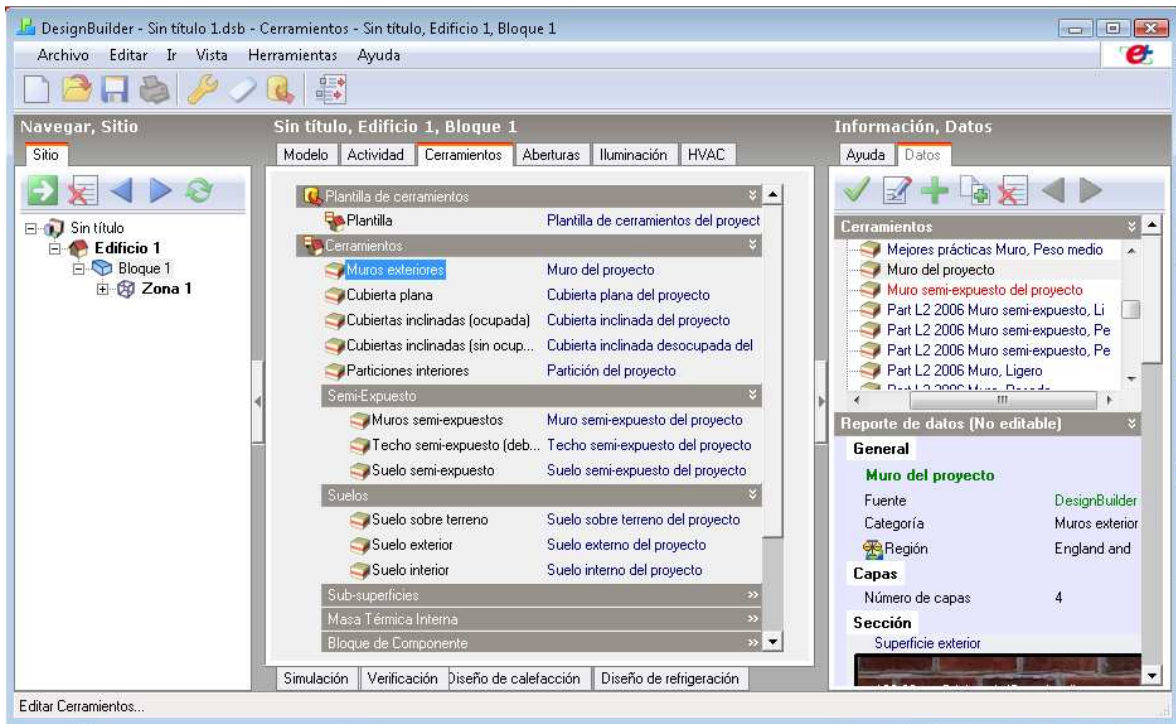 DesignBuilder - Sin título 1.dsb - Cerramientos - Sin título, Edificio 1, Bloque 1
Archivo Editar Ir Vista Herramientas Ayuda
Navegar, Sitio
Sitio
Sin título
Edificio 1
Bloque 1
Zona 1
Sin título, Edificio 1, Bloque 1
Modelo Actividad Cerramientos Aberturas Iluminación HVAC
Plantilla de cerramientos
Plantilla Plantilla de cerramientos del proyect
Cerramientos
Muros exteriores Muro del proyecto
Cubierta plana Cubierta plana del proyecto
Cubiertas inclinadas (ocupada) Cubierta inclinada del proyecto
Cubiertas inclinadas (sin ocup... Cubierta inclinada desocupada del
Particiones interiores Partición del proyecto
Semi-Expuesto
Muros semi-expuestos Muro semi-expuesto del proyecto
Techo semi-expuesto (deb... Techo semi-expuesto del proyecto
Suelo semi-expuesto Suelo semi-expuesto del proyecto
Suelos
Suelo sobre terreno Suelo sobre terreno del proyecto
Suelo exterior Suelo externo del proyecto
Suelo interior Suelo interno del proyecto
Sub-superficies
Masa Térmica Interna
Bloque de Componente
Simulación Verificación Diseño de calefacción Diseño de refrigeración
Información, Datos
Ayuda Datos
Cerramientos
Mejores prácticas Muro, Peso medio
Muro del proyecto
Muro semi-expuesto del proyecto
Part L2 2006 Muro semi-expuesto, Li
Part L2 2006 Muro semi-expuesto, Pe
Part L2 2006 Muro semi-expuesto, Pe
Part L2 2006 Muro, Ligero
Part L2 2006 Muro, Pesado
Reporte de datos (No editable)
General
Muro del proyecto
Fuente DesignBuilder
Categoría Muros exterior
Región England and
Capas
Número de capas 4
Sección
Superficie exterior
Editar Cerramientos...